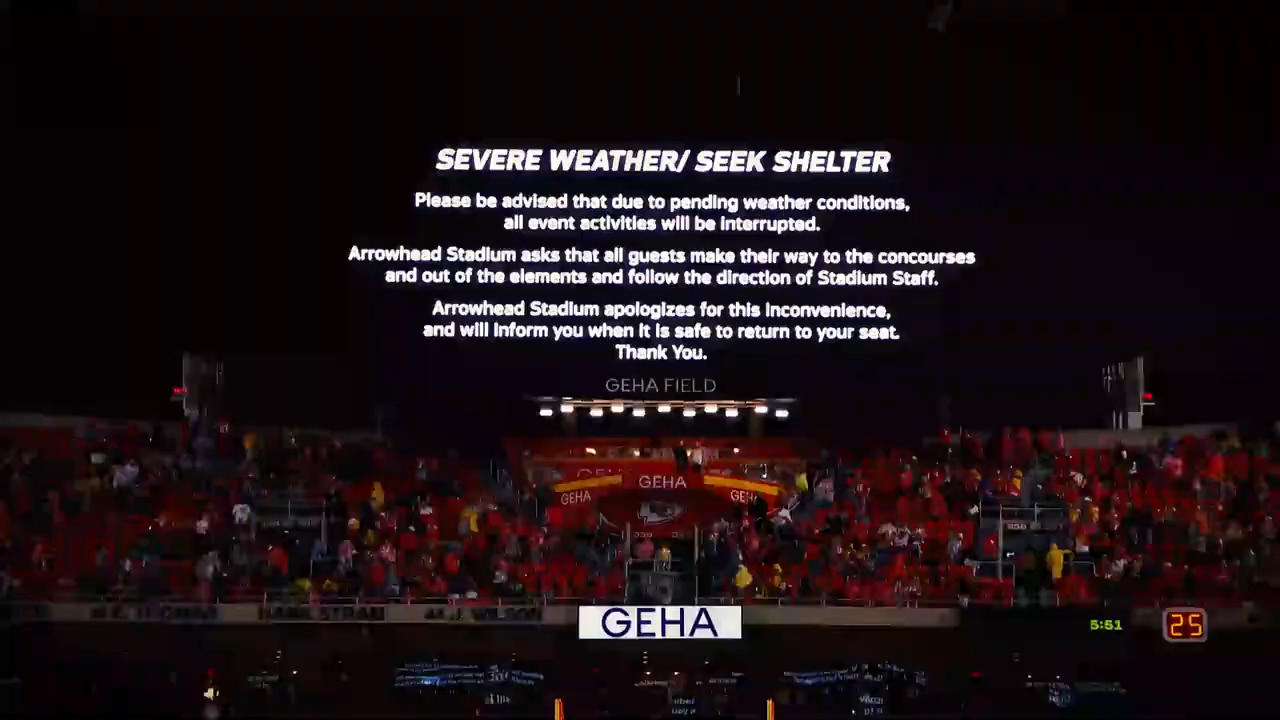 SEVERE WEATHER/ SEEK SHELTER
Please be advised that due to pending weather conditions,
all event activities will be interrupted.
Arrowhead Stadium asks that all guests make their way to the concourses
and out of the elements and follow the direction of Stadium Staff.
Arrowhead Stadium apologizes for this inconvenience,
and will inform you when it is safe to return to your seat.
Thank You.
GEHA FIELD
GEHA
GEHA
GEHA
GEHA
5:51
25